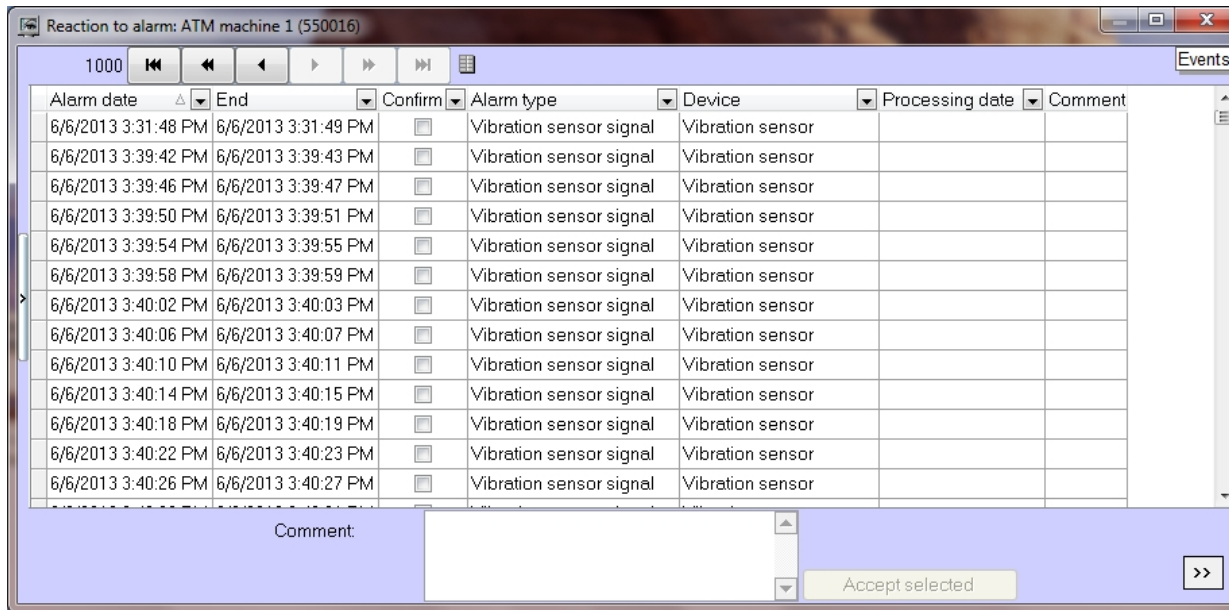 Reaction to alarm: ATM machine 1 (550016)
1000
Events
Alarm date End Confirm Alarm type Device Processing date Comment
6/6/2013 3:31:48 PM 6/6/2013 3:31:49 PM Vibration sensor signal Vibration sensor
6/6/2013 3:39:42 PM 6/6/2013 3:39:43 PM Vibration sensor signal Vibration sensor
6/6/2013 3:39:46 PM 6/6/2013 3:39:47 PM Vibration sensor signal Vibration sensor
6/6/2013 3:39:50 PM 6/6/2013 3:39:51 PM Vibration sensor signal Vibration sensor
6/6/2013 3:39:54 PM 6/6/2013 3:39:55 PM Vibration sensor signal Vibration sensor
6/6/2013 3:39:58 PM 6/6/2013 3:39:59 PM Vibration sensor signal Vibration sensor
6/6/2013 3:40:02 PM 6/6/2013 3:40:03 PM Vibration sensor signal Vibration sensor
6/6/2013 3:40:06 PM 6/6/2013 3:40:07 PM Vibration sensor signal Vibration sensor
6/6/2013 3:40:10 PM 6/6/2013 3:40:11 PM Vibration sensor signal Vibration sensor
6/6/2013 3:40:14 PM 6/6/2013 3:40:15 PM Vibration sensor signal Vibration sensor
6/6/2013 3:40:18 PM 6/6/2013 3:40:19 PM Vibration sensor signal Vibration sensor
6/6/2013 3:40:22 PM 6/6/2013 3:40:23 PM Vibration sensor signal Vibration sensor
6/6/2013 3:40:26 PM 6/6/2013 3:40:27 PM Vibration sensor signal Vibration sensor
Comment:
Accept selected
>>